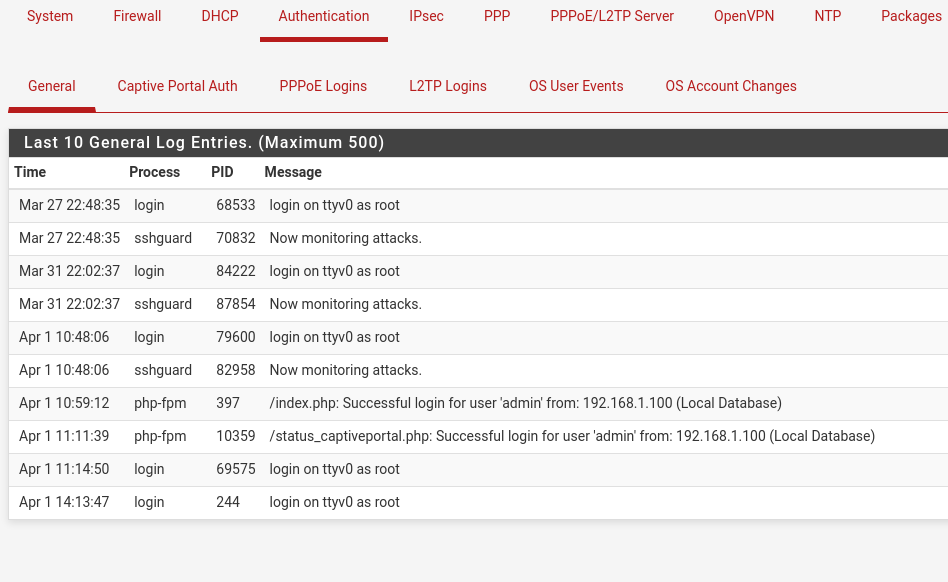 System Firewall DHCP Authentication IPsec PPP PPPoE/L2TP Server OpenVPN NTP Packages
General Captive Portal Auth PPPoE Logins L2TP Logins OS User Events OS Account Changes
Last 10 General Log Entries. (Maximum 500)
Time Process PID Message
Mar 27 22:48:35 login 68533 login on ttyv0 as root
Mar 27 22:48:35 sshguard 70832 Now monitoring attacks.
Mar 31 22:02:37 login 84222 login on ttyv0 as root
Mar 31 22:02:37 sshguard 87854 Now monitoring attacks.
Apr 1 10:48:06 login 79600 login on ttyv0 as root
Apr 1 10:48:06 sshguard 82958 Now monitoring attacks.
Apr 1 10:59:12 php-fpm 397 /index.php: Successful login for user 'admin' from: 192.168.1.100 (Local Database)
Apr 1 11:11:39 php-fpm 10359 /status_captiveportal.php: Successful login for user 'admin' from: 192.168.1.100 (Local Database)
Apr 1 11:14:50 login 69575 login on ttyv0 as root
Apr 1 14:13:47 login 244 login on ttyv0 as root